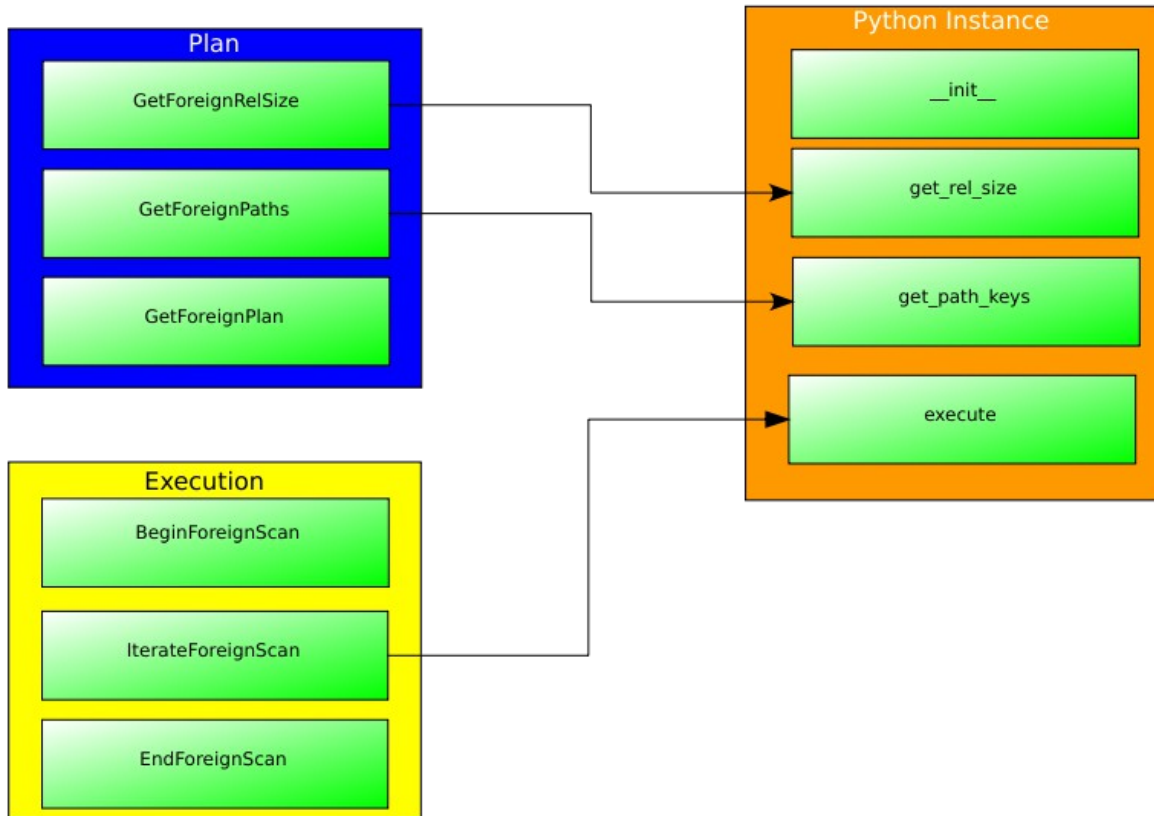 Plan
GetForeignRelSize
GetForeignPaths
GetForeignPlan
Execution
BeginForeignScan
IterateForeignScan
EndForeignScan
Python Instance
__init__
get_rel_size
get_path_keys
execute